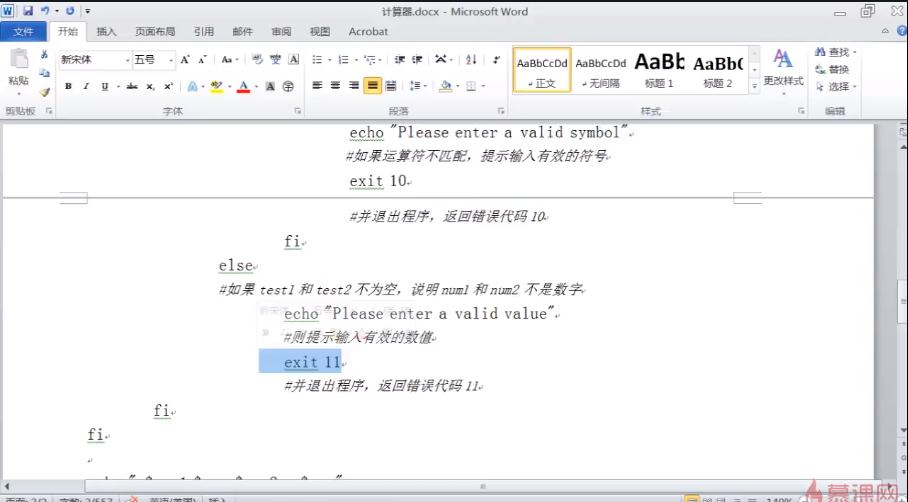 计算器.docx - Microsoft Word
文件 开始 插入 页面布局 引用 邮件 审阅 视图 Acrobat
新宋体 五号
AaBbCcDd AaBbCcDd AaBb AaBbC
粘贴 正文 无间隔 标题 1 标题 2 更改样式 查找 替换 选择
剪贴板 字体 段落 样式 编辑
echo "Please enter a valid symbol"
#如果运算符不匹配，提示输入有效的符号
exit 10
#并退出程序，返回错误代码 10
fi
else
#如果 test1 和 test2 不为空，说明 num1 和 num2 不是数字
echo "Please enter a valid value"
#则提示输入有效的数值
exit 11
#并退出程序，返回错误代码 11
fi
fi
慕课网